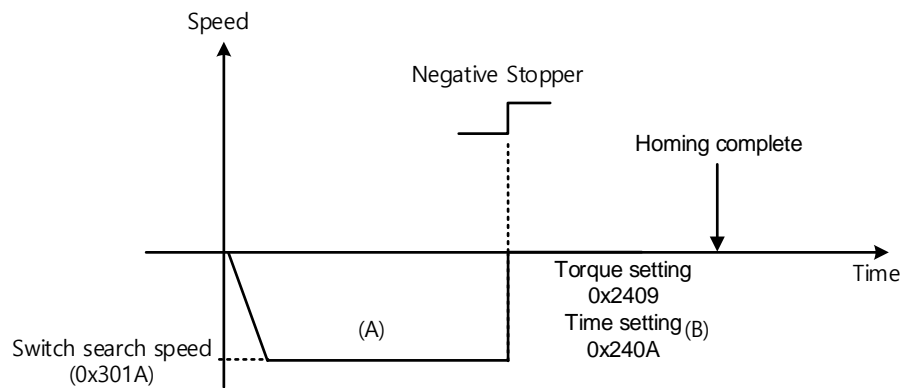 Speed
Negative Stopper
Homing complete
Time
Torque setting
0x2409
(A)
Time setting (B)
0x240A
Switch search speed
(0x301A)